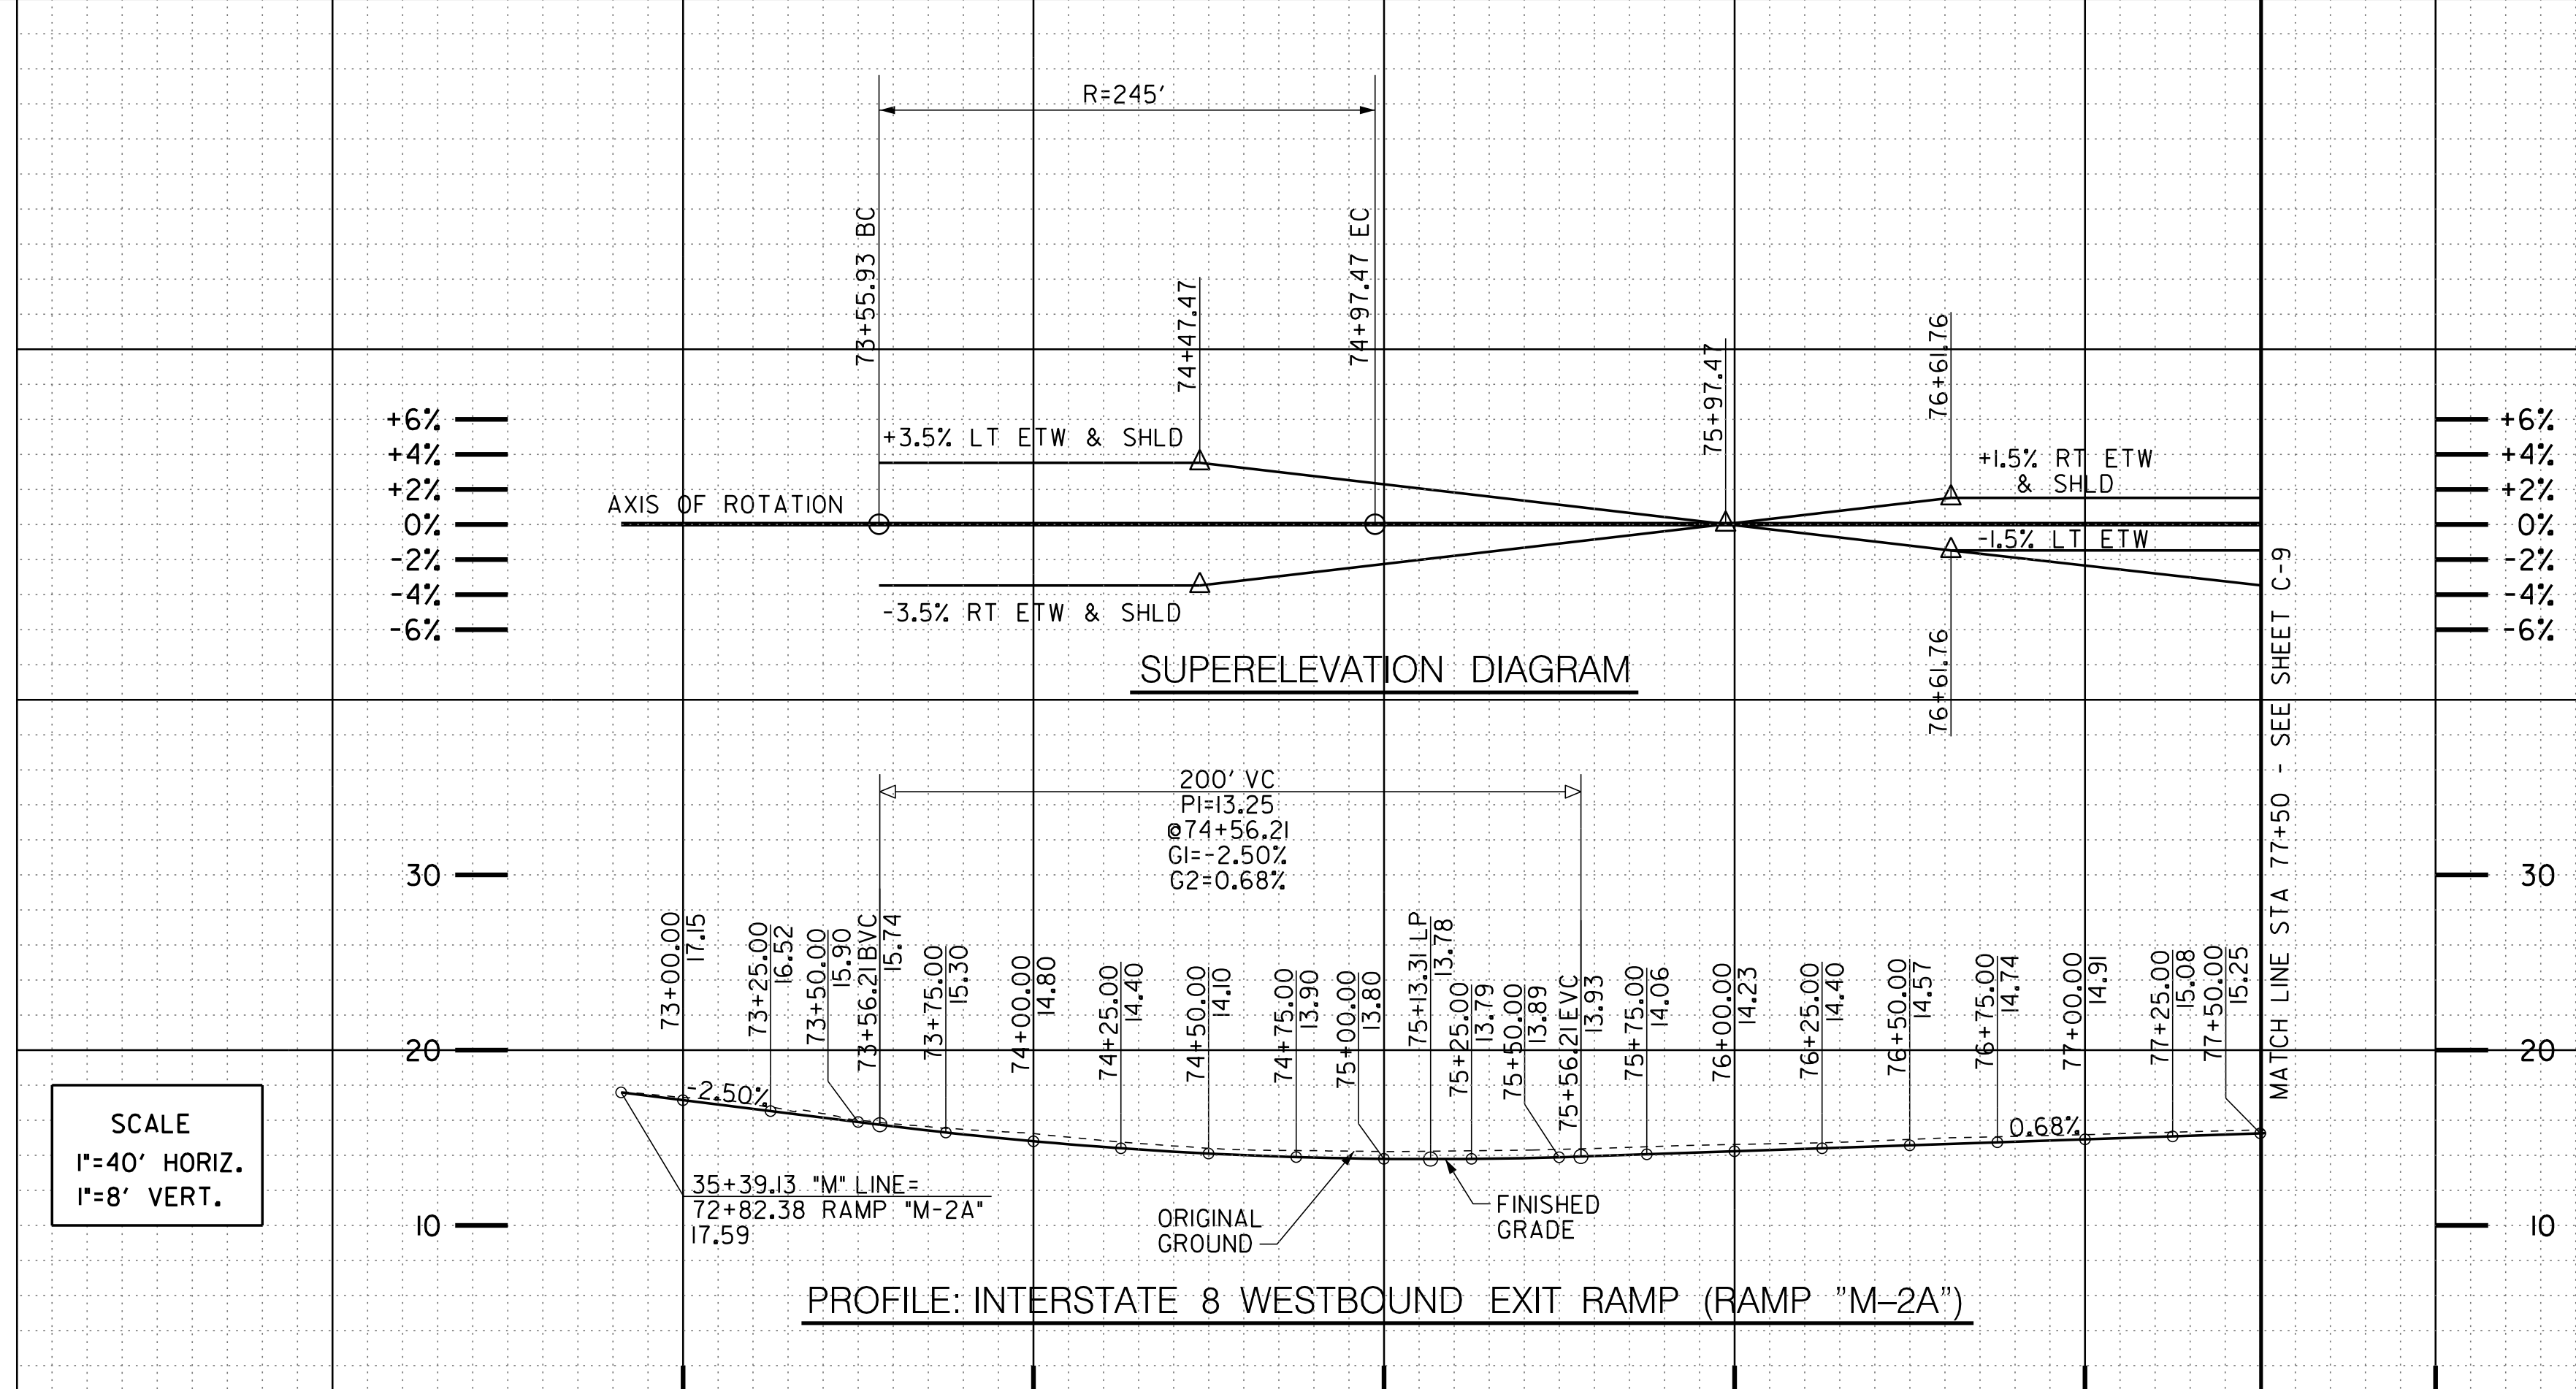 R=245'
73+55.93 BC
74+47.47
74+97.47 EC
75+97.47
76+61.76
+6%
+4%
+2%
0%
-2%
-4%
-6%
+3.5% LT ETW & SHLD
AXIS OF ROTATION
-3.5% RT ETW & SHLD
+1.5% RT ETW
& SHLD
-1.5% LT ETW
76+61.76
+6%
+4%
+2%
0%
-2%
-4%
-6%
SUPERELEVATION DIAGRAM
MATCH LINE STA 77+50 - SEE SHEET C-9
200' VC
PI=13.25
@74+56.21
G1=-2.50%
G2=0.68%
30
20
10
73+00.00
17.15
73+25.00
16.52
73+50.00
15.90
73+56.21 BVC
15.74
73+75.00
15.30
74+00.00
14.80
74+25.00
14.40
74+50.00
14.10
74+75.00
13.90
75+00.00
13.80
75+13.31 LP
13.78
75+25.00
13.79
75+50.00
13.89
75+56.21 EVC
13.93
75+75.00
14.06
76+00.00
14.23
76+25.00
14.40
76+50.00
14.57
76+75.00
14.74
77+00.00
14.91
77+25.00
15.08
77+50.00
15.25
30
20
10
-2.50%
0.68%
SCALE
1"=40' HORIZ.
1"=8' VERT.
35+39.13 "M" LINE=
72+82.38 RAMP "M-2A"
17.59
ORIGINAL
GROUND
FINISHED
GRADE
PROFILE: INTERSTATE 8 WESTBOUND EXIT RAMP (RAMP "M–2A")